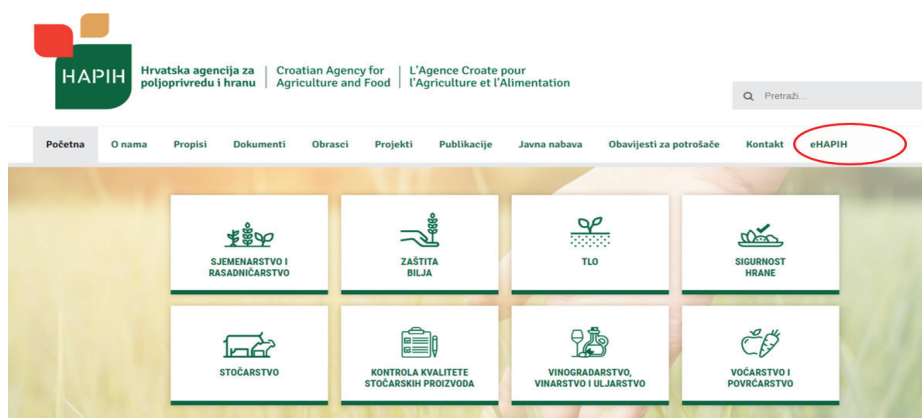 HAPIH
Hrvatska agencija za
poljoprivredu i hranu
Croatian Agency for
Agriculture and Food
L'Agence Croate pour
l'Agriculture et l'Alimentation
Pretraži...
Početna O nama Propisi Dokumenti Obrasci Projekti Publikacije Javna nabava Obavijesti za potrošače Kontakt eHAPIH
SJEMENARSTVO I
RASADNIČARSTVO
ZAŠTITA
BILJA
TLO
SIGURNOST
HRANE
STOČARSTVO
KONTROLA KVALITETE
STOČARSKIH PROIZVODA
VINOGRADARSTVO,
VINARSTVO I ULJARSTVO
VOĆARSTVO I
POVRĆARSTVO